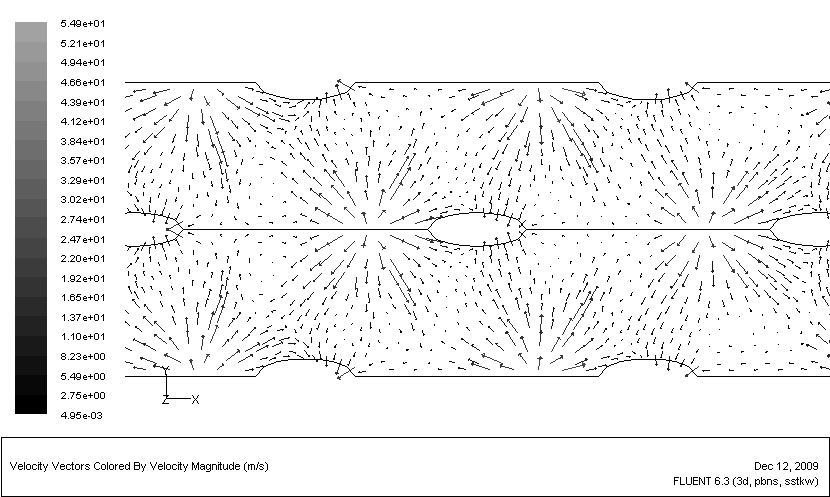 5.49e+01
5.21e+01
4.94e+01
4.66e+01
4.39e+01
4.12e+01
3.84e+01
3.57e+01
3.29e+01
3.02e+01
2.74e+01
2.47e+01
2.20e+01
1.92e+01
1.65e+01
1.37e+01
1.10e+01
8.23e+00
5.49e+00
2.75e+00
4.95e-03
Y
Z X
Velocity Vectors Colored By Velocity Magnitude (m/s)
Dec 12, 2009
FLUENT 6.3 (3d, pbns, sstkw)